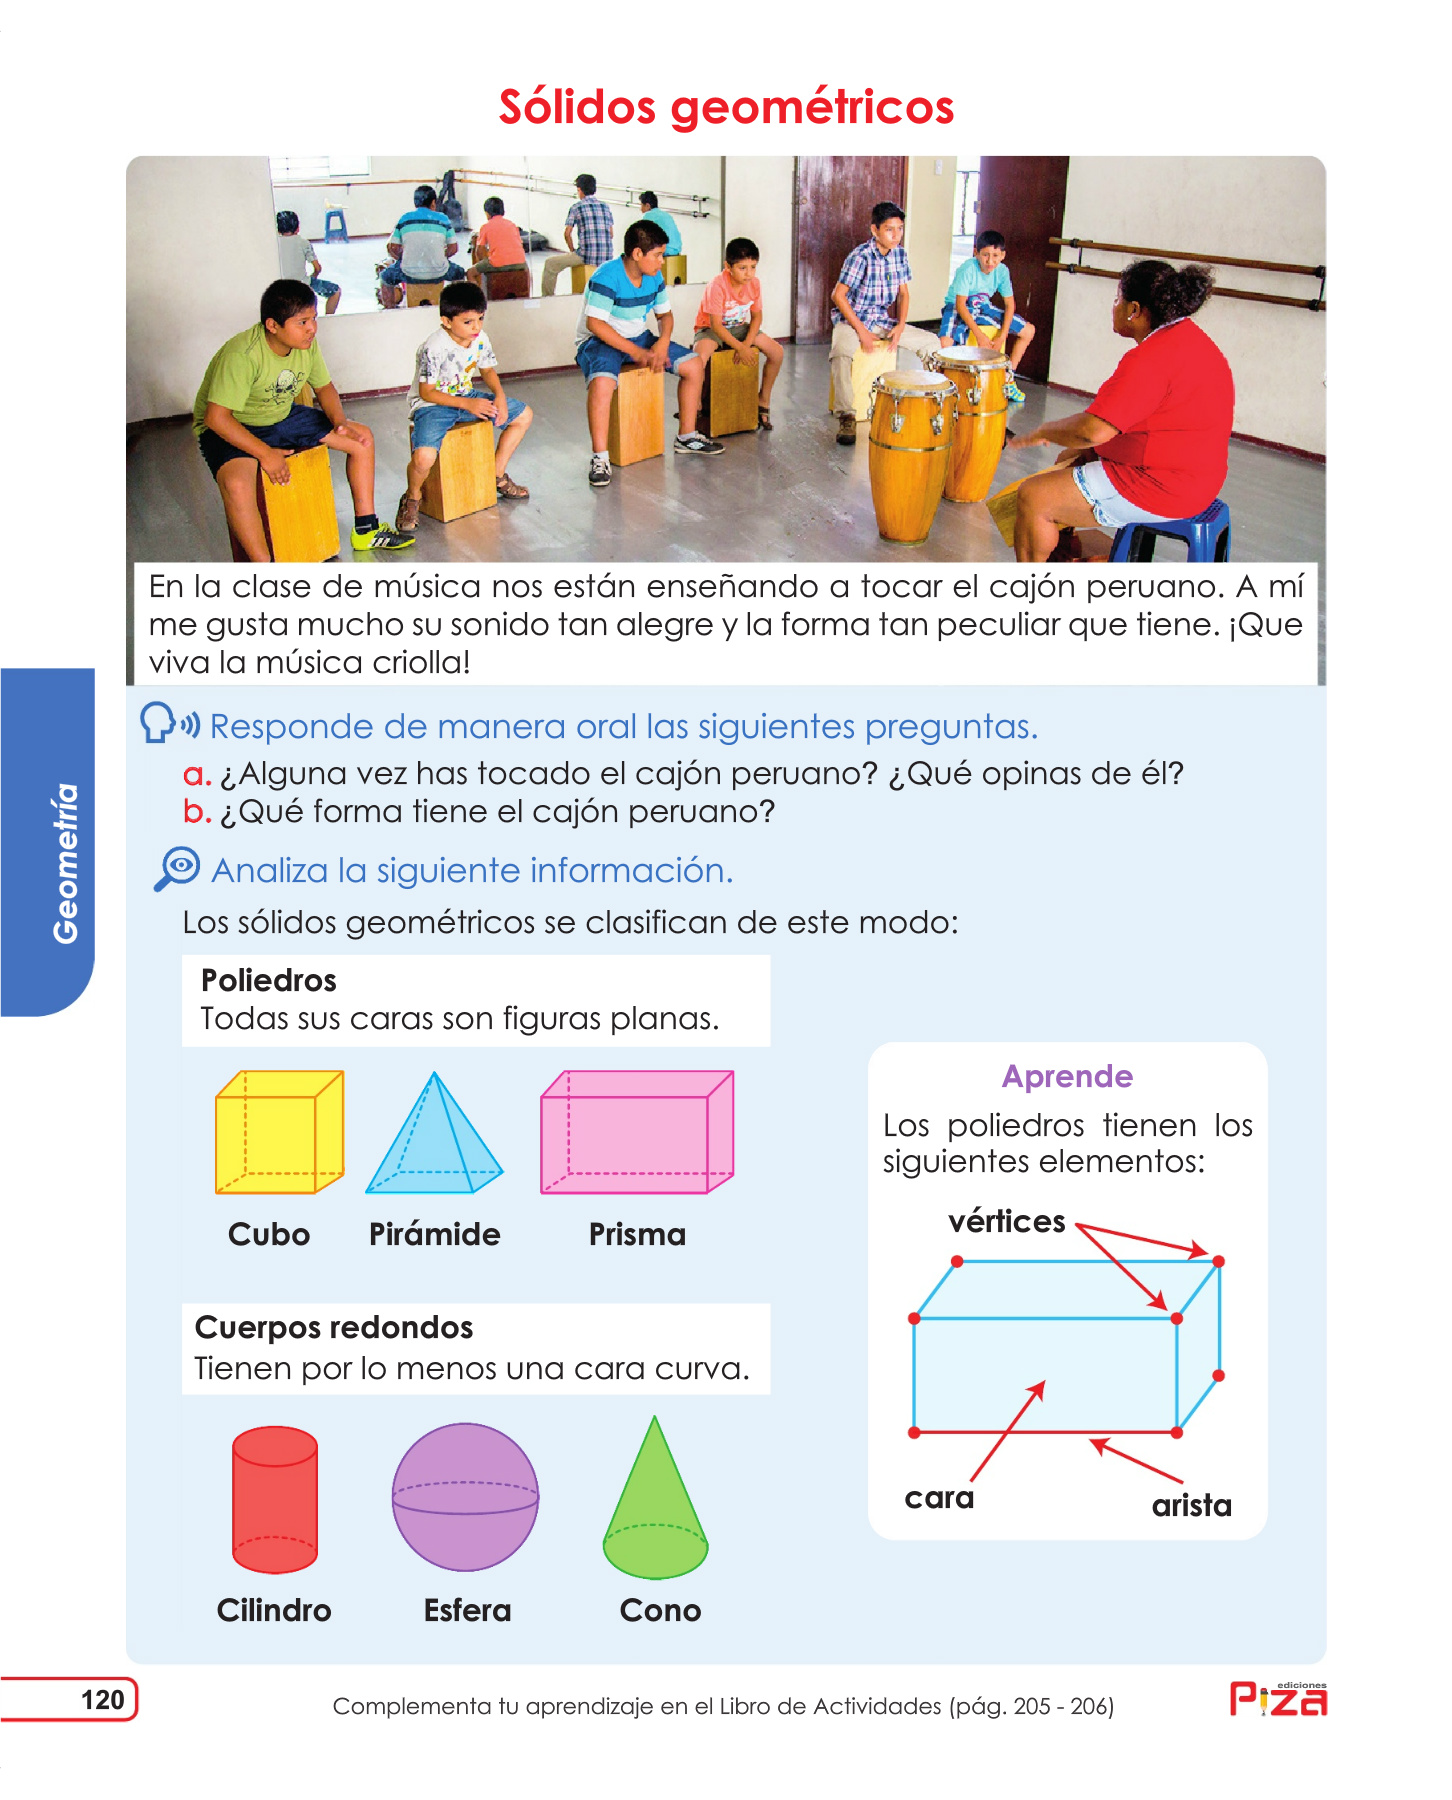 Sólidos geométricos
En la clase de música nos están enseñando a tocar el cajón peruano. A mí
me gusta mucho su sonido tan alegre y la forma tan peculiar que tiene. ¡Que
viva la música criolla!
Responde de manera oral las siguientes preguntas.
a. ¿Alguna vez has tocado el cajón peruano? ¿Qué opinas de él?
b. ¿Qué forma tiene el cajón peruano?
Geometría
Analiza la siguiente información.
Los sólidos geométricos se clasifican de este modo:
Poliedros
Todas sus caras son figuras planas.
Cubo
Pirámide
Prisma
Aprende
Los poliedros tienen los
siguientes elementos:
vértices
cara
arista
Cuerpos redondos
Tienen por lo menos una cara curva.
Cilindro
Esfera
Cono
120
Complementa tu aprendizaje en el Libro de Actividades (pág. 205 - 206)
ediciones
Piza